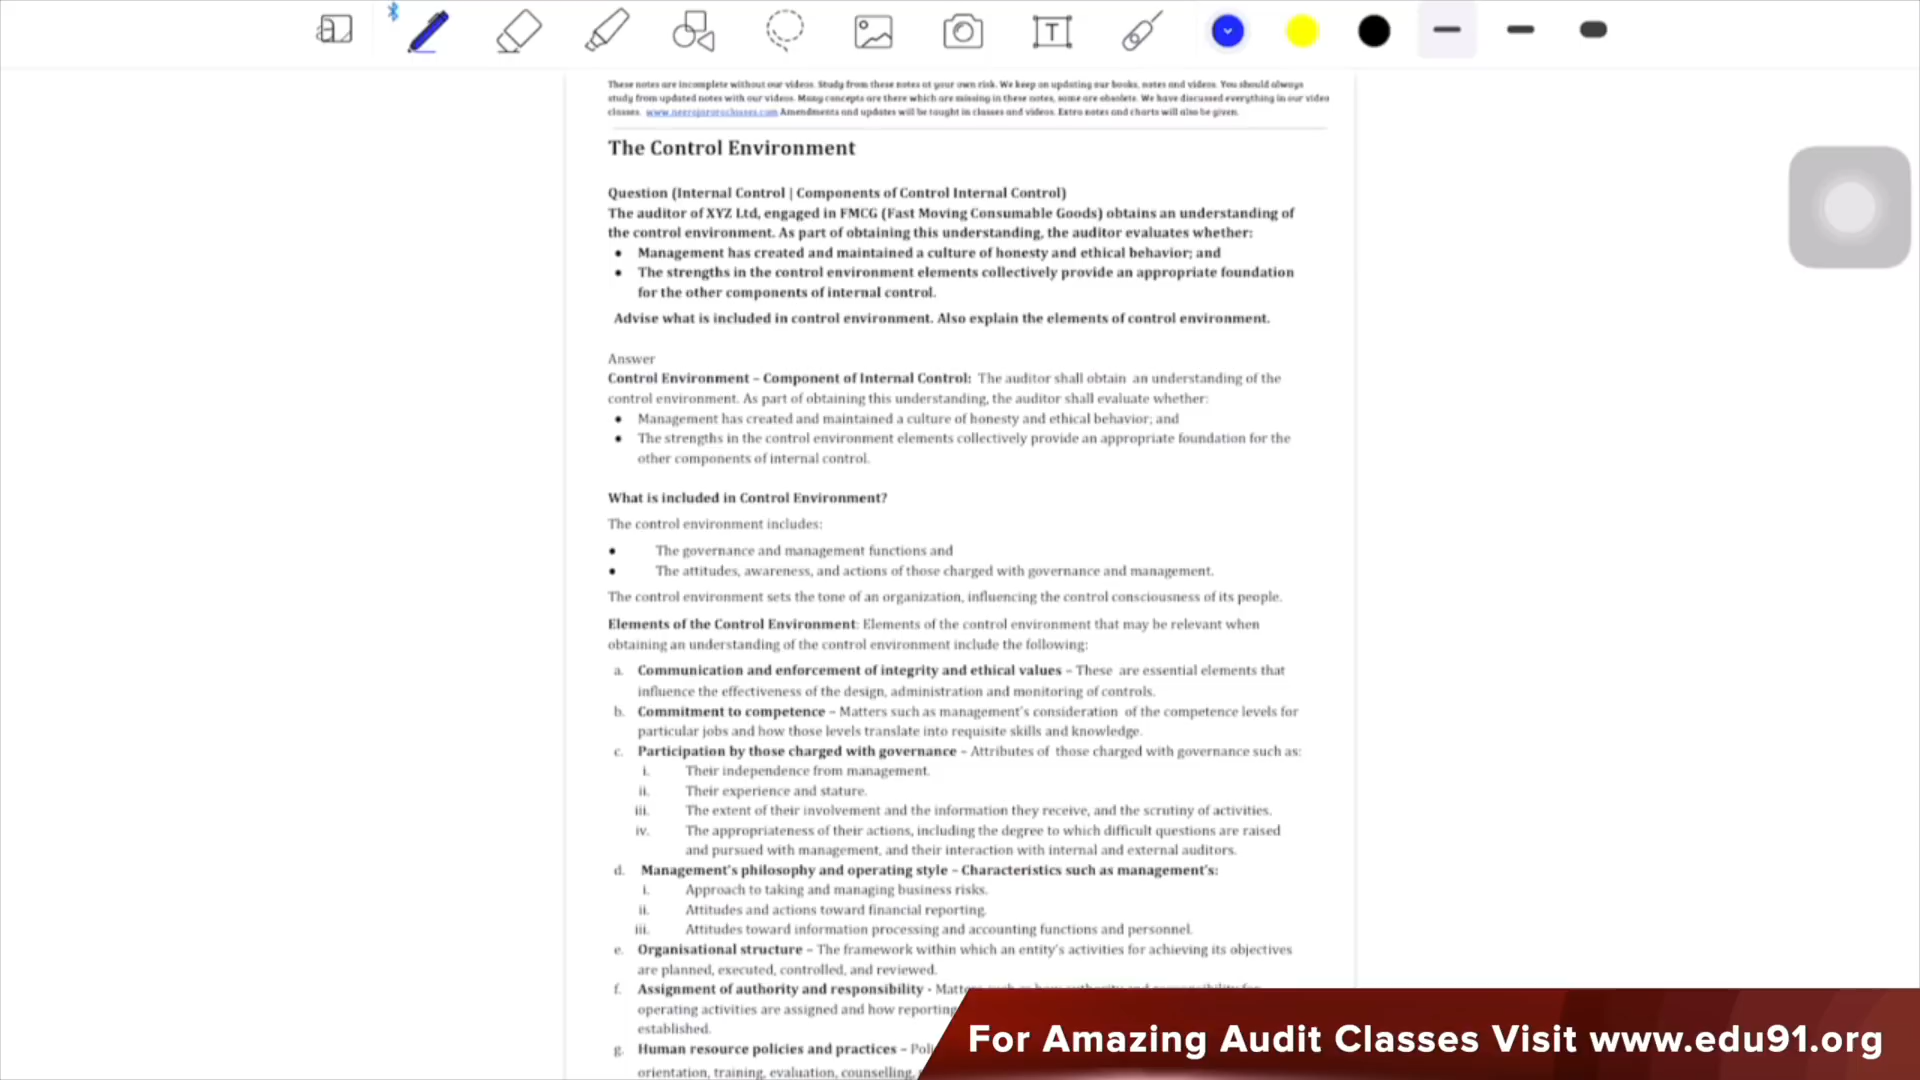 a
T
These notes are incomplete without our videos. Study from these notes at your own risk. We keep on updating our books, notes and videos. You should always
study from updated notes with our videos. Many concepts are there which are missing in these notes, some are obsolete. We have discussed everything in our video
classes. www.neerajaroraclasses.com Amendments and updates will be taught in classes and videos. Extra notes and charts will also be given.
The Control Environment
Question (Internal Control | Components of Control Internal Control)
The auditor of XYZ Ltd, engaged in FMCG (Fast Moving Consumable Goods) obtains an understanding of
the control environment. As part of obtaining this understanding, the auditor evaluates whether:
• Management has created and maintained a culture of honesty and ethical behavior; and
• The strengths in the control environment elements collectively provide an appropriate foundation
for the other components of internal control.
Advise what is included in control environment. Also explain the elements of control environment.
Answer
Control Environment – Component of Internal Control: The auditor shall obtain an understanding of the
control environment. As part of obtaining this understanding, the auditor shall evaluate whether:
• Management has created and maintained a culture of honesty and ethical behavior; and
• The strengths in the control environment elements collectively provide an appropriate foundation for the
other components of internal control.
What is included in Control Environment?
The control environment includes:
• The governance and management functions and
• The attitudes, awareness, and actions of those charged with governance and management.
The control environment sets the tone of an organization, influencing the control consciousness of its people.
Elements of the Control Environment: Elements of the control environment that may be relevant when
obtaining an understanding of the control environment include the following:
a. Communication and enforcement of integrity and ethical values – These are essential elements that
influence the effectiveness of the design, administration and monitoring of controls.
b. Commitment to competence – Matters such as management's consideration of the competence levels for
particular jobs and how those levels translate into requisite skills and knowledge.
c. Participation by those charged with governance – Attributes of those charged with governance such as:
i. Their independence from management.
ii. Their experience and stature.
iii. The extent of their involvement and the information they receive, and the scrutiny of activities.
iv. The appropriateness of their actions, including the degree to which difficult questions are raised
and pursued with management, and their interaction with internal and external auditors.
d. Management's philosophy and operating style – Characteristics such as management's:
i. Approach to taking and managing business risks.
ii. Attitudes and actions toward financial reporting.
iii. Attitudes toward information processing and accounting functions and personnel.
e. Organisational structure – The framework within which an entity's activities for achieving its objectives
are planned, executed, controlled, and reviewed.
f. Assignment of authority and responsibility -
operating activities are assigned and how reporting
established.
g. Human resource policies and practices –
orientation, training, evaluation, counselling,
For Amazing Audit Classes Visit www.edu91.org